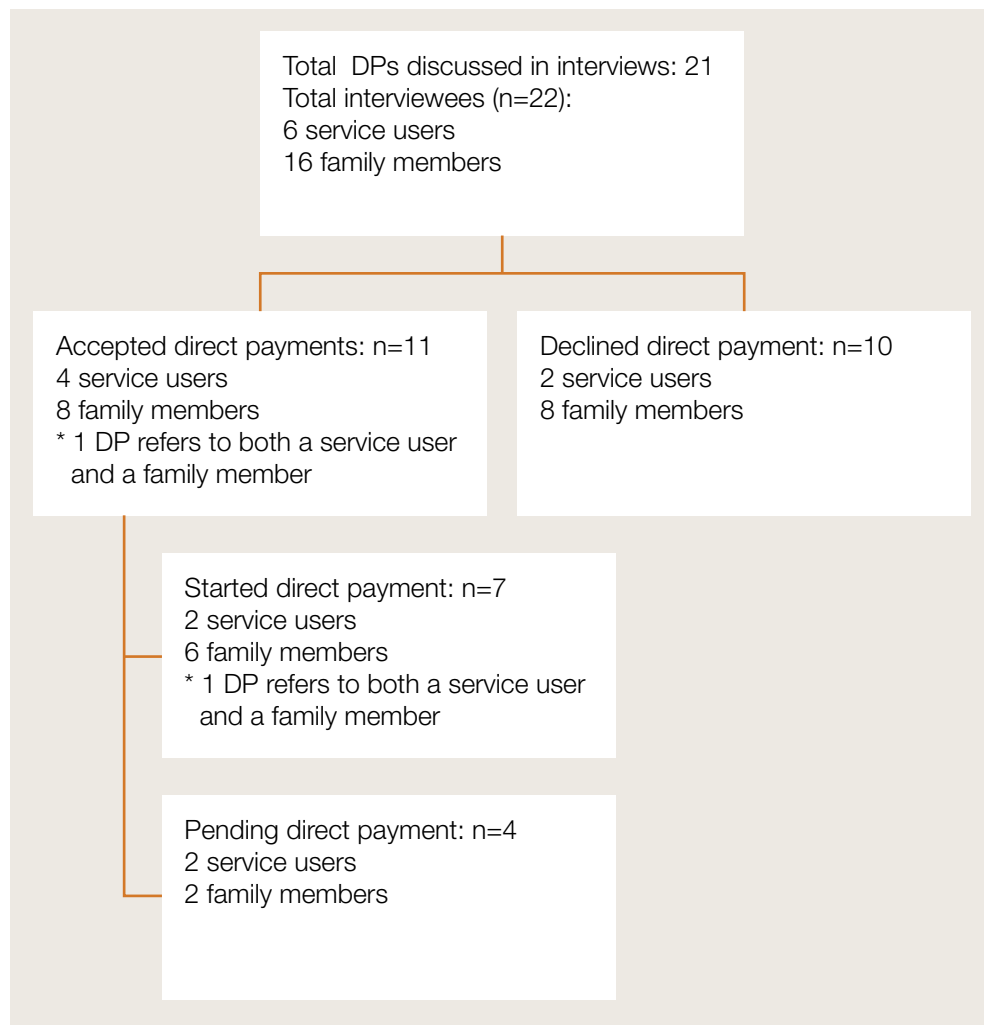 Total DPs discussed in interviews: 21
Total interviewees (n=22):
6 service users
16 family members
Accepted direct payments: n=11
4 service users
8 family members
* 1 DP refers to both a service user
and a family member
Declined direct payment: n=10
2 service users
8 family members
Started direct payment: n=7
2 service users
6 family members
* 1 DP refers to both a service user
and a family member
Pending direct payment: n=4
2 service users
2 family members